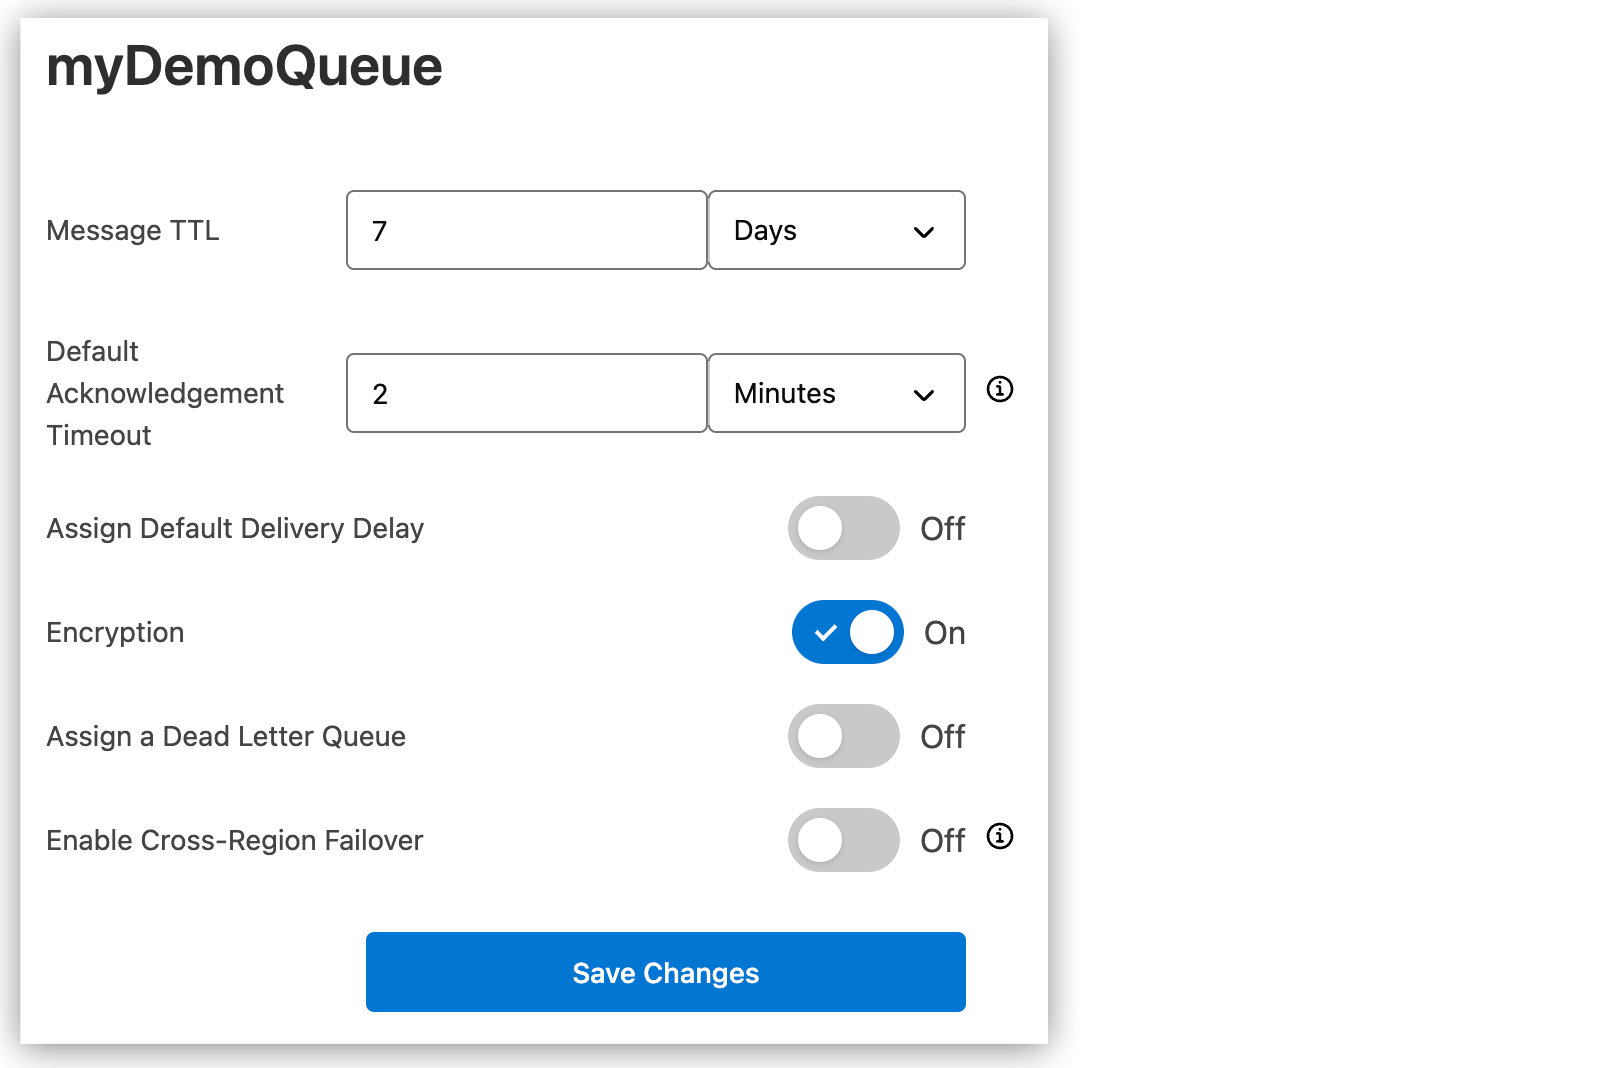 myDemoQueue
Message TTL
7
Days
Default
Acknowledgement
Timeout
2
Minutes
Assign Default Delivery Delay
Off
Encryption
On
Assign a Dead Letter Queue
Off
Enable Cross-Region Failover
Off
Save Changes